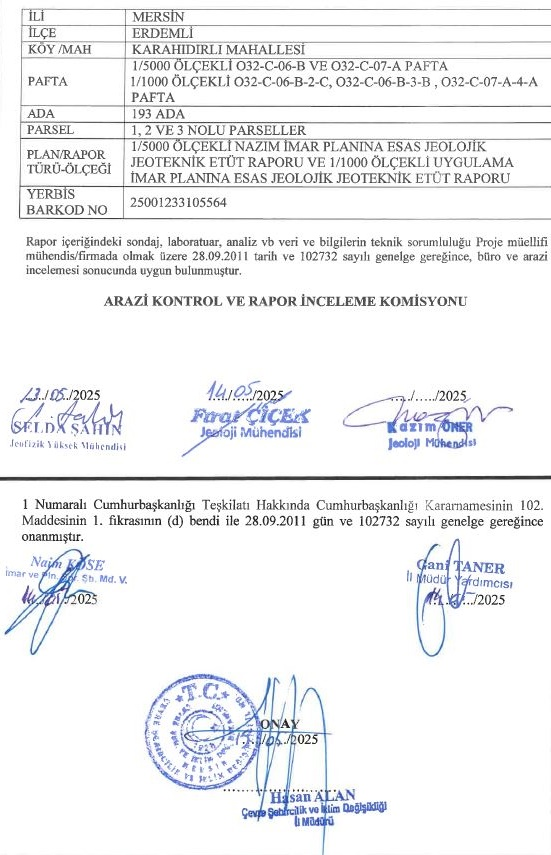 İLİ MERSİN
İLÇE ERDEMLİ
KÖY /MAH KARAHIDIRLI MAHALLESİ
PAFTA 1/5000 ÖLÇEKLİ O32-C-06-B VE O32-C-07-A PAFTA
1/1000 ÖLÇEKLİ O32-C-06-B-2-C, O32-C-06-B-3-B , O32-C-07-A-4-A
PAFTA
ADA 193 ADA
PARSEL 1, 2 VE 3 NOLU PARSELLER
PLAN/RAPOR TÜRÜ-ÖLÇEĞİ 1/5000 ÖLÇEKLİ NAZIM İMAR PLANINA ESAS JEOLOJİK
JEOTEKNİK ETÜT RAPORU VE 1/1000 ÖLÇEKLİ UYGULAMA
İMAR PLANINA ESAS JEOLOJİK JEOTEKNİK ETÜT RAPORU
YERBİS BARKOD NO 25001233105564
Rapor içeriğindeki sondaj, laboratuar, analiz vb veri ve bilgilerin teknik sorumluluğu Proje müellifi
mühendis/firmada olmak üzere 28.09.2011 tarih ve 102732 sayılı genelge gereğince, büro ve arazi
incelemesi sonucunda uygun bulunmuştur.
ARAZİ KONTROL VE RAPOR İNCELEME KOMİSYONU
13/05/2025
SELDA ŞAHİN
Jeofizik Yüksek Mühendisi
14/05/2025
Fırat ÇİÇEK
Jeoloji Mühendisi
…./…../2025
Kazım ÖNER
Jeoloji Mühendisi
1 Numaralı Cumhurbaşkanlığı Teşkilatı Hakkında Cumhurbaşkanlığı Kararnamesinin 102.
Maddesinin 1. fıkrasının (d) bendi ile 28.09.2011 gün ve 102732 sayılı genelge gereğince
onanmıştır.
Naim KÖSE
İmar ve Pln. Şb. Md. V.
/2025
Gani TANER
İl Müdür Yardımcısı
/2025
T.C.
MERSİN
ONAY
/05/2025
Hasan ALAN
Çevre Şehircilik ve İklim Değişikliği
İl Müdürü